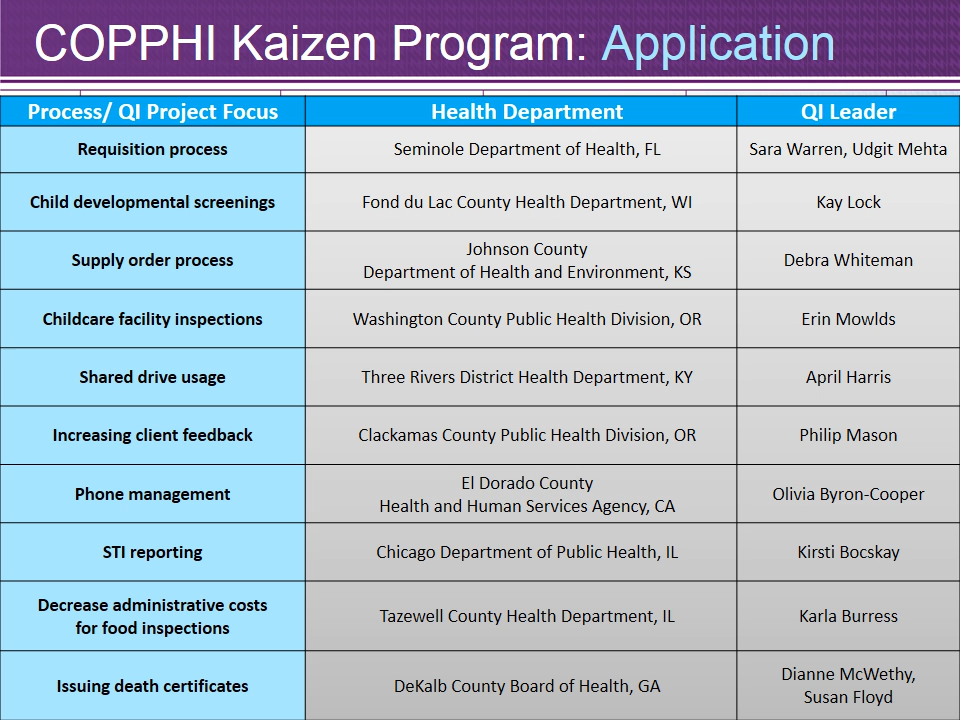 COPPHI Kaizen Program: Application
Process/ QI Project Focus Health Department QI Leader
Requisition process Seminole Department of Health, FL Sara Warren, Udgit Mehta
Child developmental screenings Fond du Lac County Health Department, WI Kay Lock
Supply order process Johnson County
Department of Health and Environment, KS Debra Whiteman
Childcare facility inspections Washington County Public Health Division, OR Erin Mowlds
Shared drive usage Three Rivers District Health Department, KY April Harris
Increasing client feedback Clackamas County Public Health Division, OR Philip Mason
Phone management El Dorado County
Health and Human Services Agency, CA Olivia Byron-Cooper
STI reporting Chicago Department of Public Health, IL Kirsti Bocskay
Decrease administrative costs
for food inspections Tazewell County Health Department, IL Karla Burress
Issuing death certificates DeKalb County Board of Health, GA Dianne McWethy,
Susan Floyd